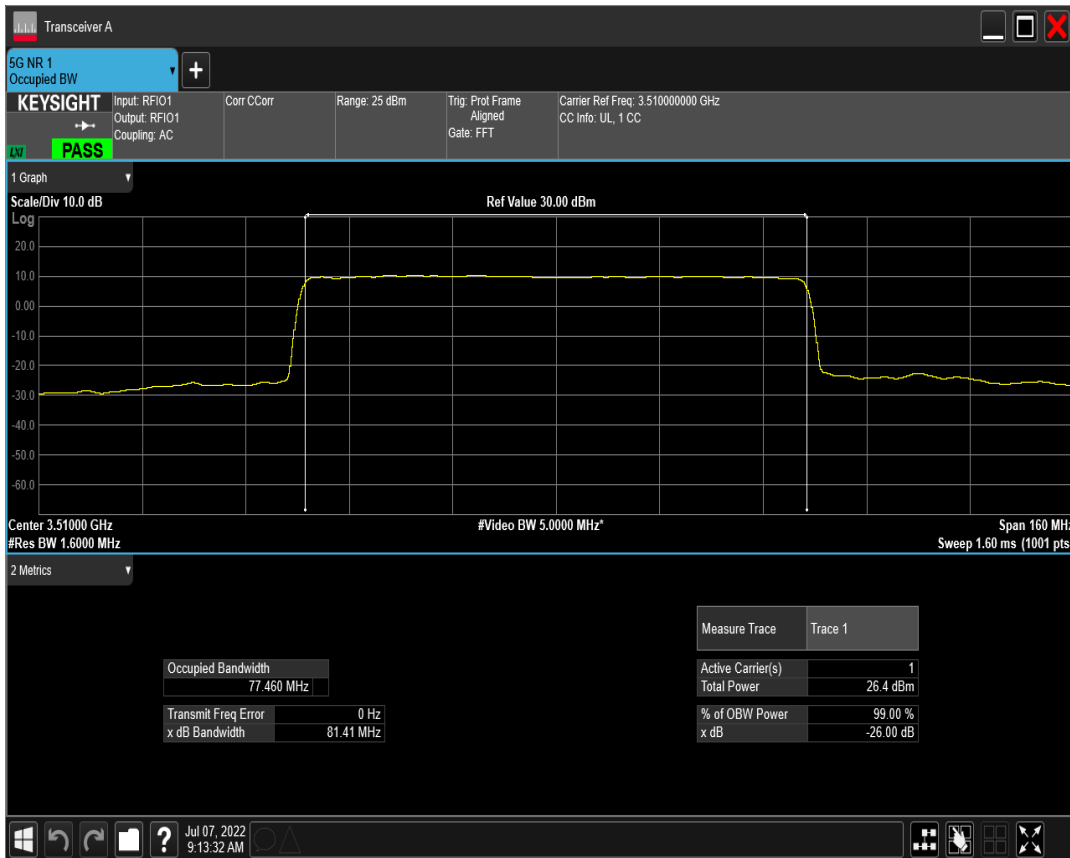 Transceiver A
5G NR 1
Occupied BW
+
KEYSIGHT
LXI
PASS
Input: RFIO1
Output: RFIO1
Coupling: AC
Corr CCorr
Range: 25 dBm
Trig: Prot Frame
Aligned
Gate: FFT
Carrier Ref Freq: 3.510000000 GHz
CC Info: UL, 1 CC
1 Graph
Scale/Div 10.0 dB
Ref Value 30.00 dBm
Log
20.0
10.0
0.00
-10.0
-20.0
-30.0
-40.0
-50.0
-60.0
Center 3.51000 GHz
#Video BW 5.0000 MHz*
Span 160 MHz
#Res BW 1.6000 MHz
Sweep 1.60 ms (1001 pts
2 Metrics
Measure Trace Trace 1
Occupied Bandwidth
77.460 MHz
Active Carrier(s) 1
Total Power 26.4 dBm
Transmit Freq Error 0 Hz
x dB Bandwidth 81.41 MHz
% of OBW Power 99.00 %
x dB -26.00 dB
?
Jul 07, 2022
9:13:32 AM